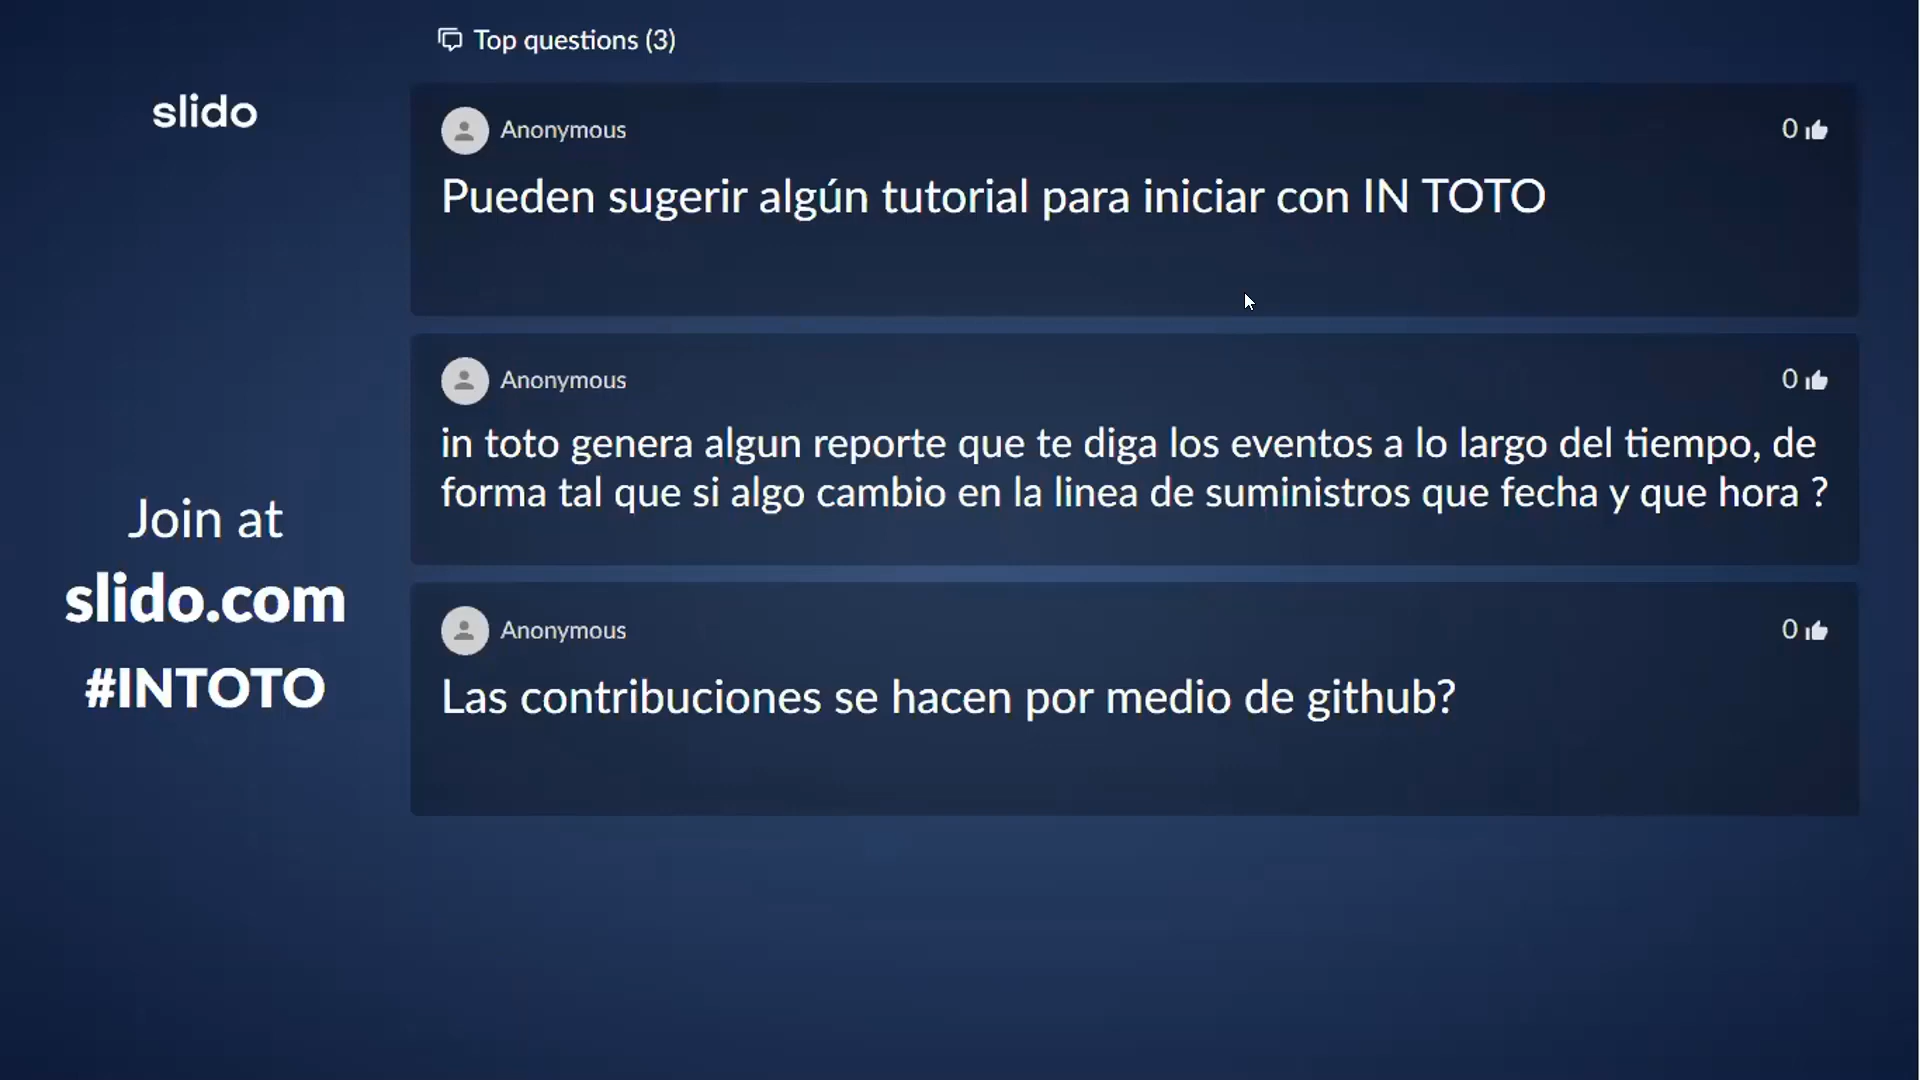 Top questions (3)
slido
Anonymous
0
Pueden sugerir algún tutorial para iniciar con IN TOTO
Anonymous
0
in toto genera algun reporte que te diga los eventos a lo largo del tiempo, de
forma tal que si algo cambio en la linea de suministros que fecha y que hora ?
Join at
slido.com
#INTOTO
Anonymous
0
Las contribuciones se hacen por medio de github?